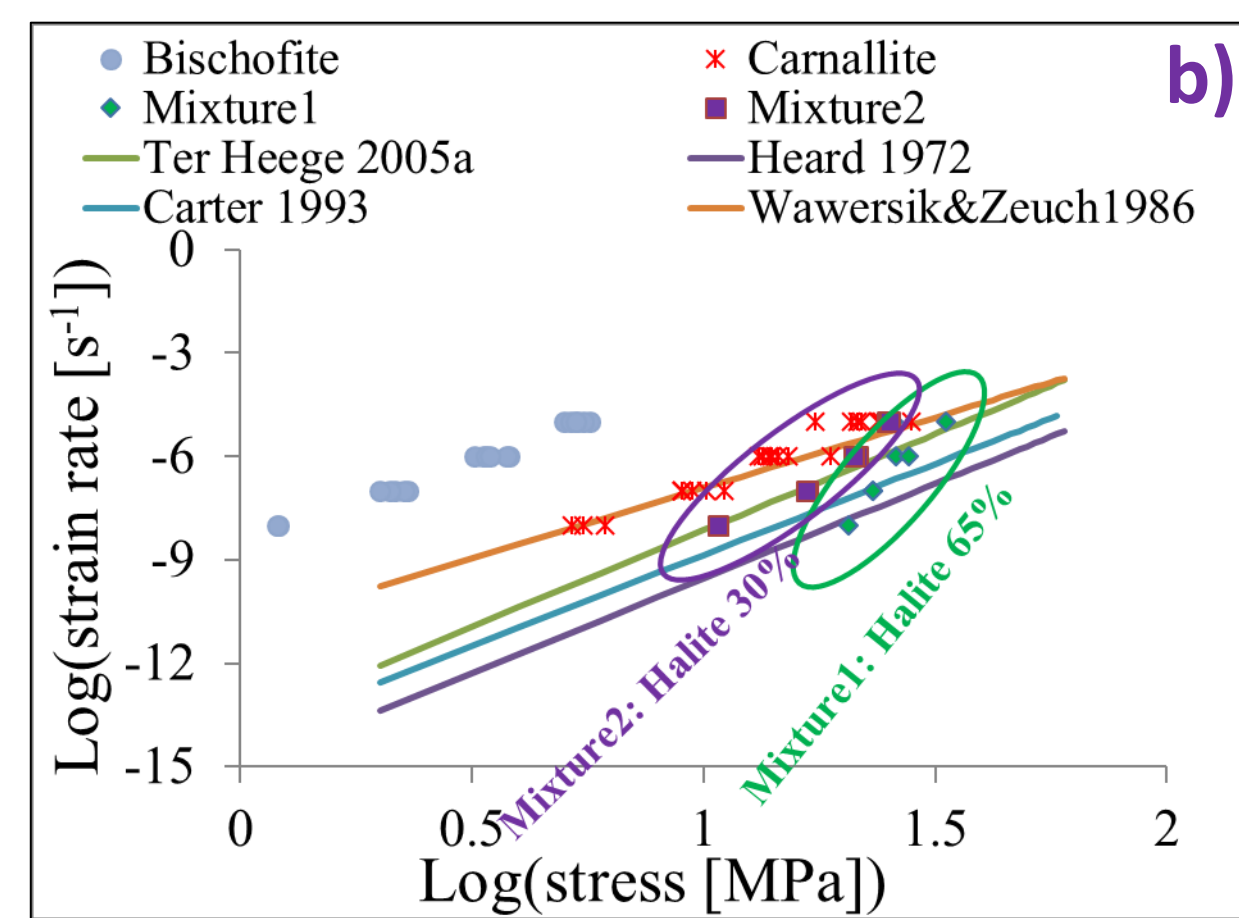 Bischofite
Carnallite
b)
Mixture1
Mixture2
Ter Heege 2005a
Heard 1972
Carter 1993
Wawersik&Zeuch1986
0
-3
-6
-9
-12
-15
Log(strain rate [s-1])
Mixture2: Halite 30%
Mixture1: Halite 65%
0
0.5
1
1.5
2
Log(stress [MPa])